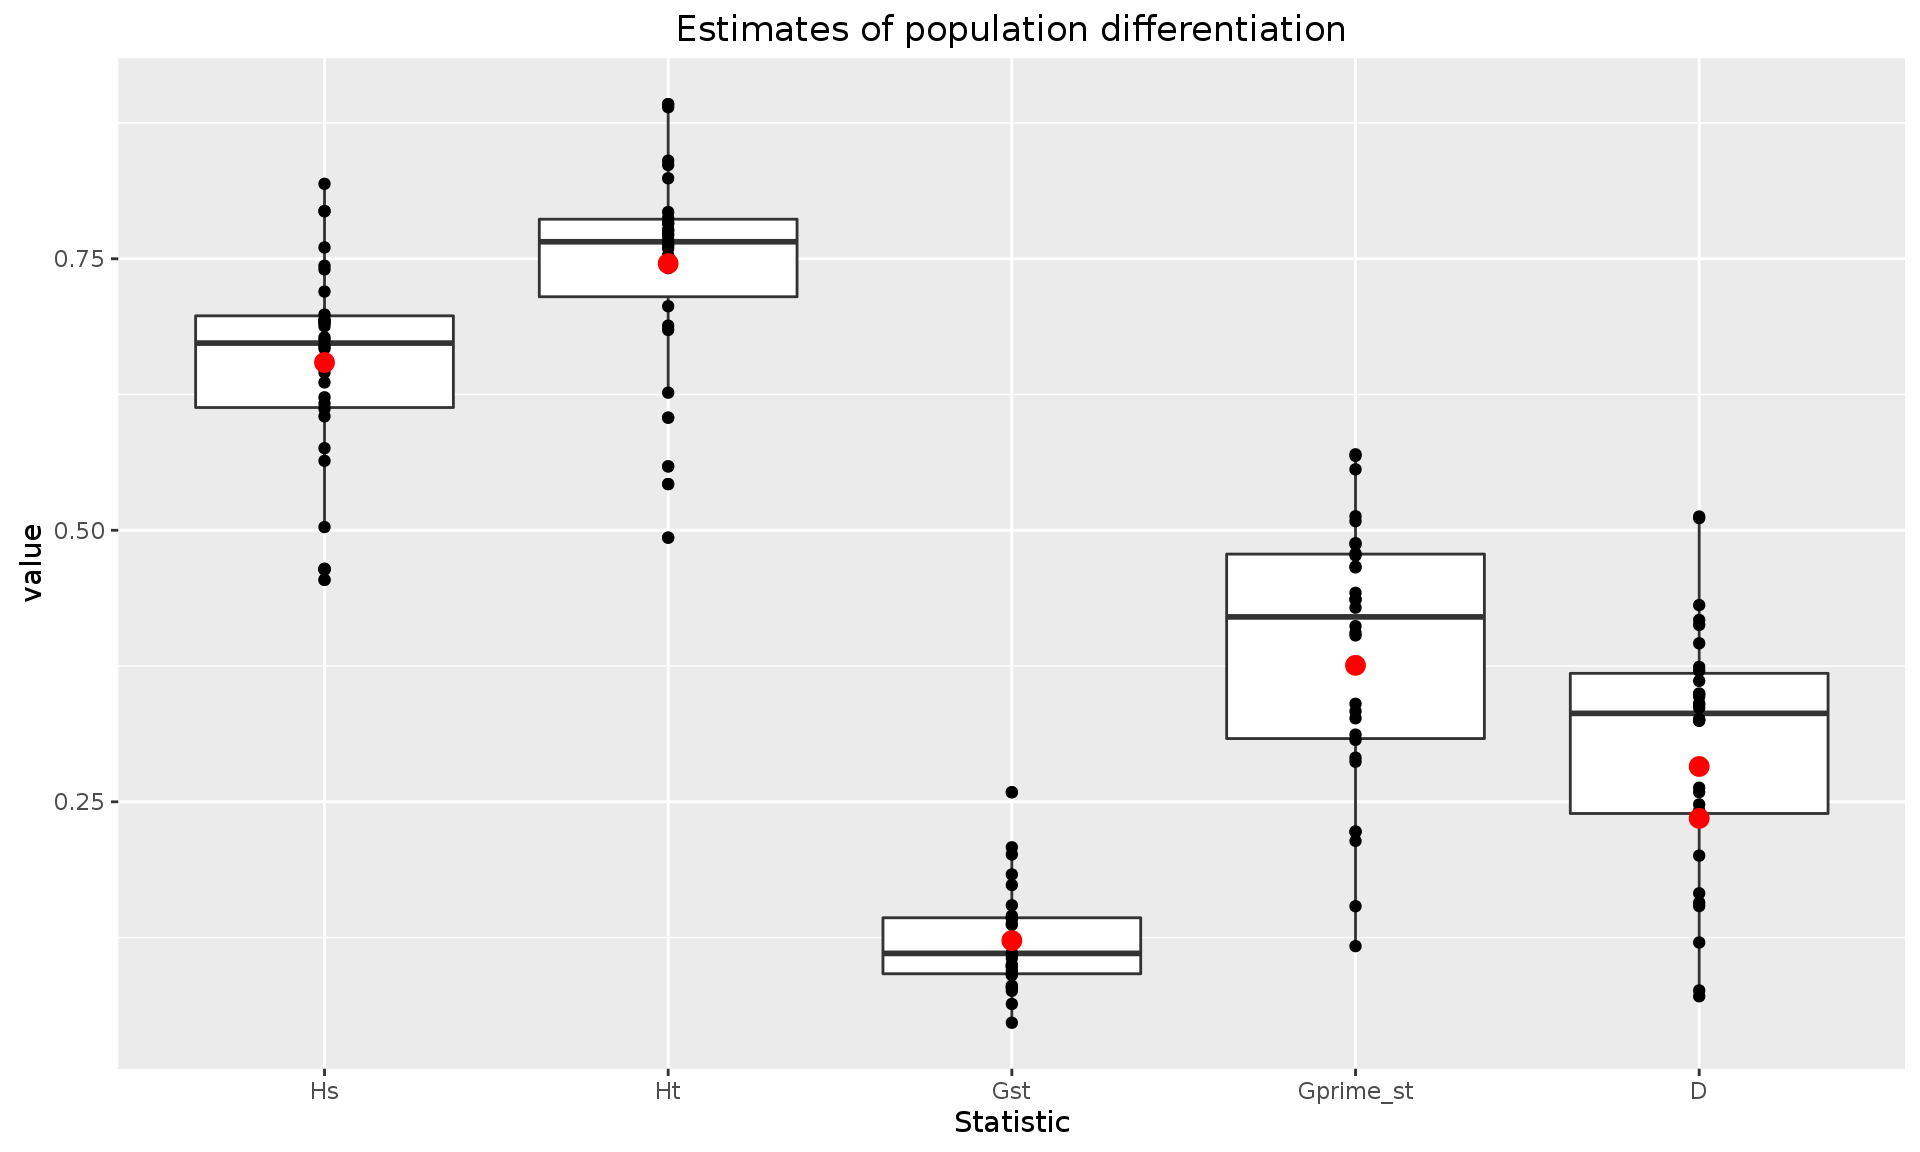 Estimates of population differentiation
value
0.75
0.50
0.25
Hs
Ht
Gst
Gprime_st
D
Statistic